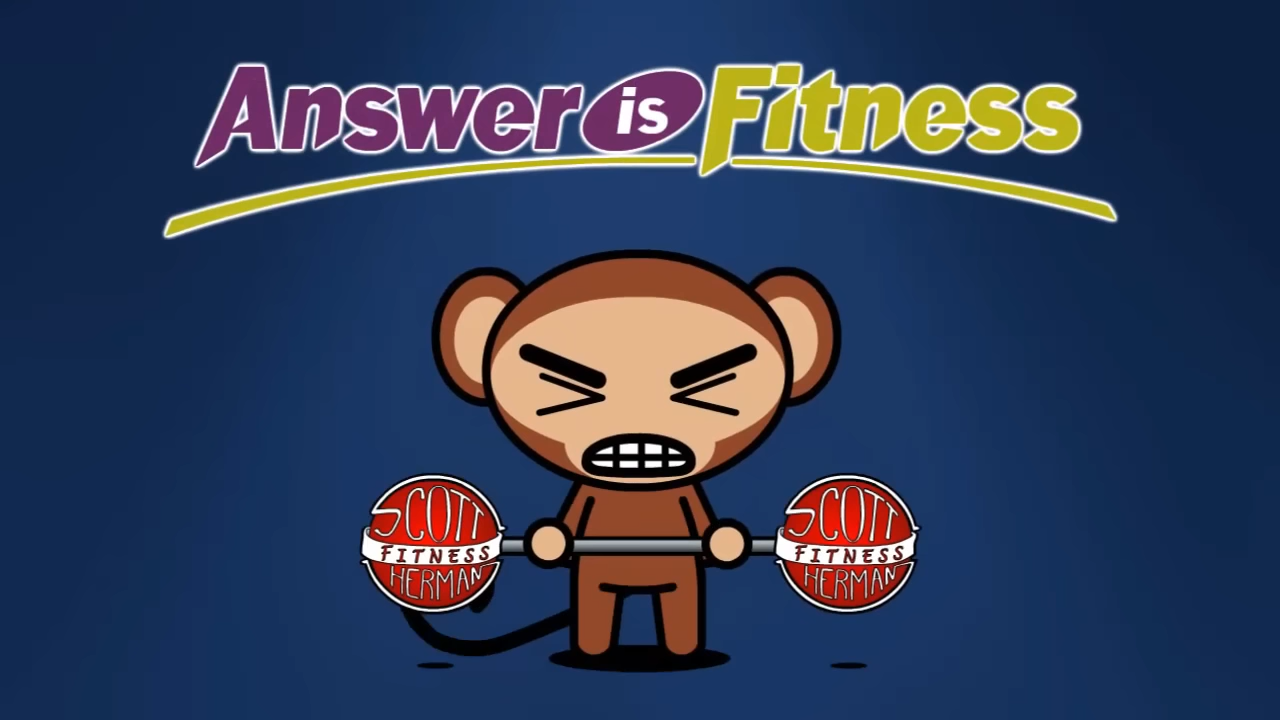 Answer is Fitness
SCOTT
FITNESS
HERMAN
SCOTT
FITNESS
HERMAN